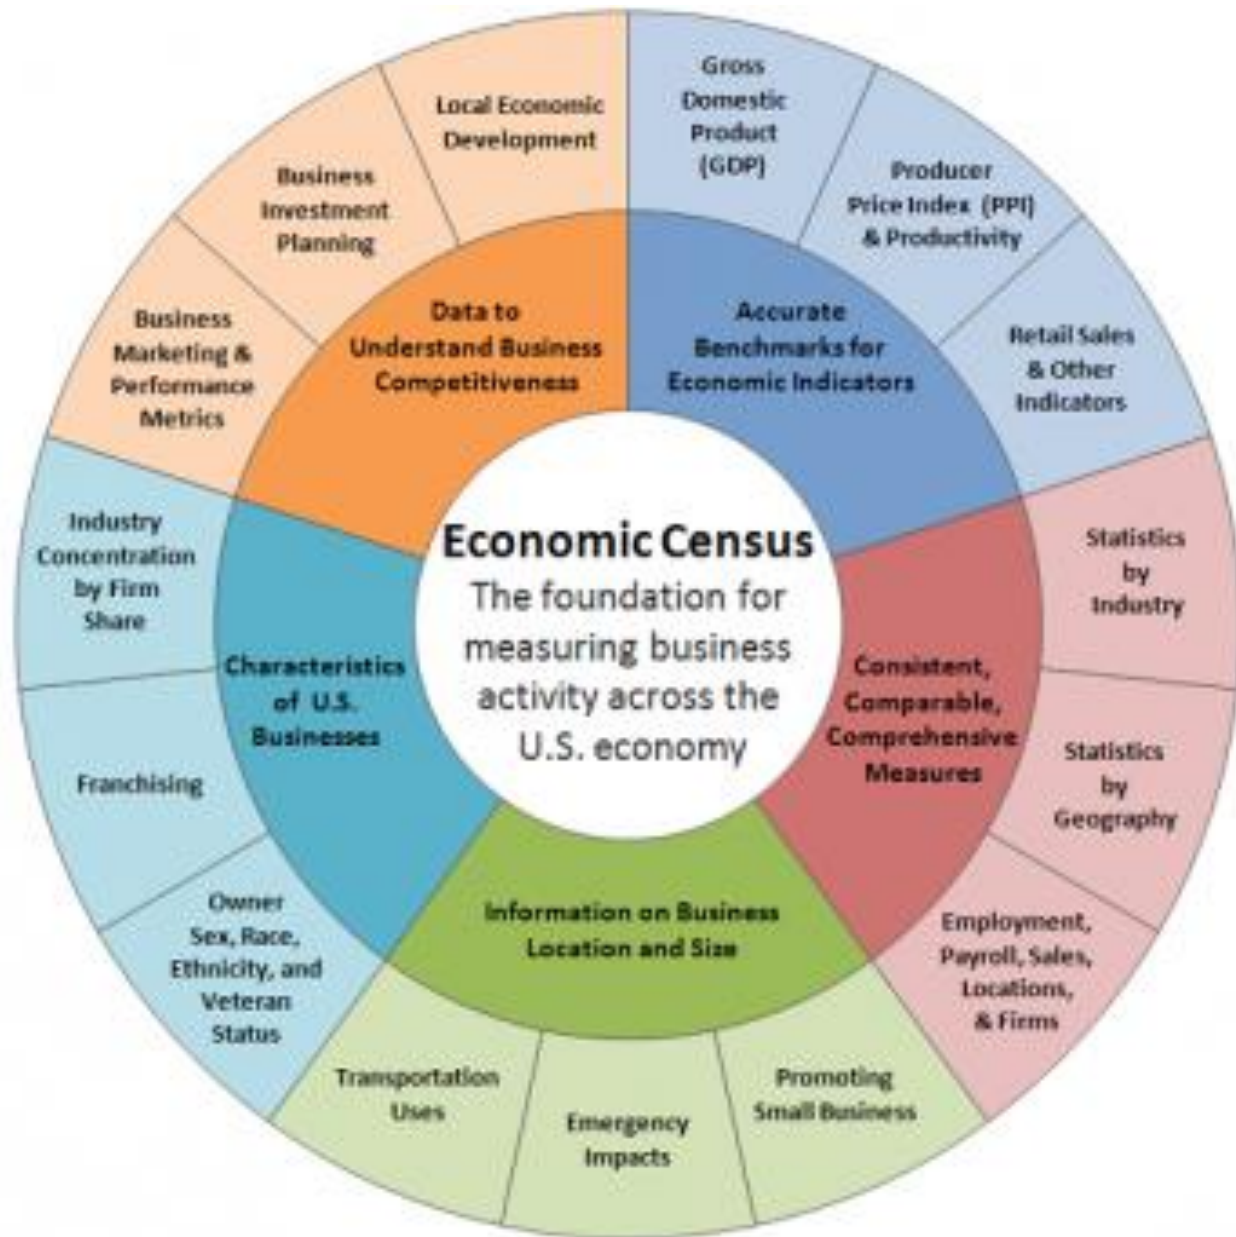 Economic Census
The foundation for
measuring business
activity across the
U.S. economy
Accurate
Benchmarks for
Economic Indicators
Gross
Domestic
Product
(GDP)
Producer
Price Index (PPI)
& Productivity
Retail Sales
& Other
Indicators
Consistent,
Comparable,
Comprehensive
Measures
Statistics
by
Industry
Statistics
by
Geography
Employment,
Payroll, Sales,
Locations,
& Firms
Information on Business
Location and Size
Promoting
Small Business
Emergency
Impacts
Transportation
Uses
Characteristics
of U.S.
Businesses
Owner
Sex, Race,
Ethnicity, and
Veteran
Status
Franchising
Industry
Concentration
by Firm
Share
Data to
Understand Business
Competitiveness
Business
Marketing &
Performance
Metrics
Business
Investment
Planning
Local Economic
Development